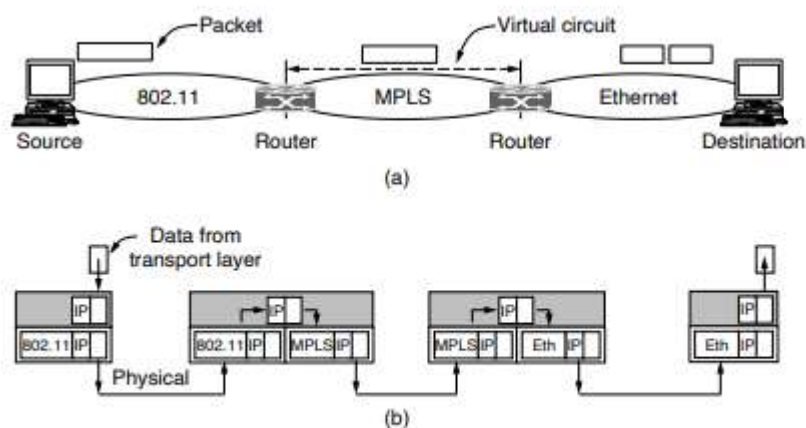 Packet
Virtual circuit
802.11
MPLS
Ethernet
Source
Router
Router
Destination
(a)
Data from
transport layer
IP
IP
IP
IP
802.11 IP
802.11 IP
MPLS IP
MPLS IP
Eth IP
Eth IP
Physical
(b)